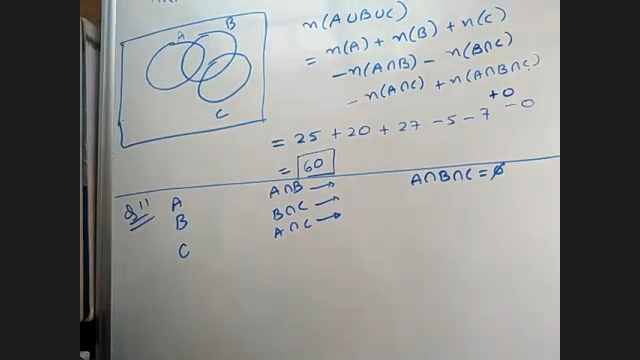 n(A∪B∪C)
= n(A) + n(B) + n(C)
- n(A∩B) - n(B∩C)
- n(A∩C) + n(A∩B∩C)
A
B
C
= 25 + 20 + 27 - 5 - 7 - 0
+0
= 60
Q11
A
B
C
A∩B →
B∩C →
A∩C →
A∩B∩C = ϕ